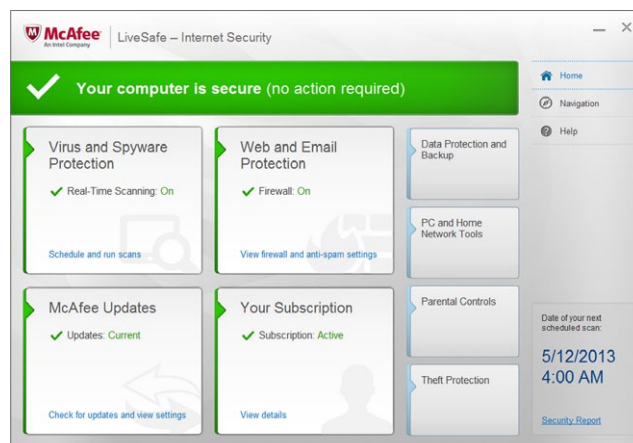 McAfee
An Intel Company
LiveSafe – Internet Security
Your computer is secure (no action required)
Virus and Spyware
Protection
Real-Time Scanning: On
Schedule and run scans
Web and Email
Protection
Firewall: On
View firewall and anti-spam settings
McAfee Updates
Updates: Current
Check for updates and view settings
Your Subscription
Subscription: Active
View details
Data Protection and
Backup
PC and Home
Network Tools
Parental Controls
Theft Protection
Home
Navigation
Help
Date of your next
scheduled scan:
5/12/2013
4:00 AM
Security Report